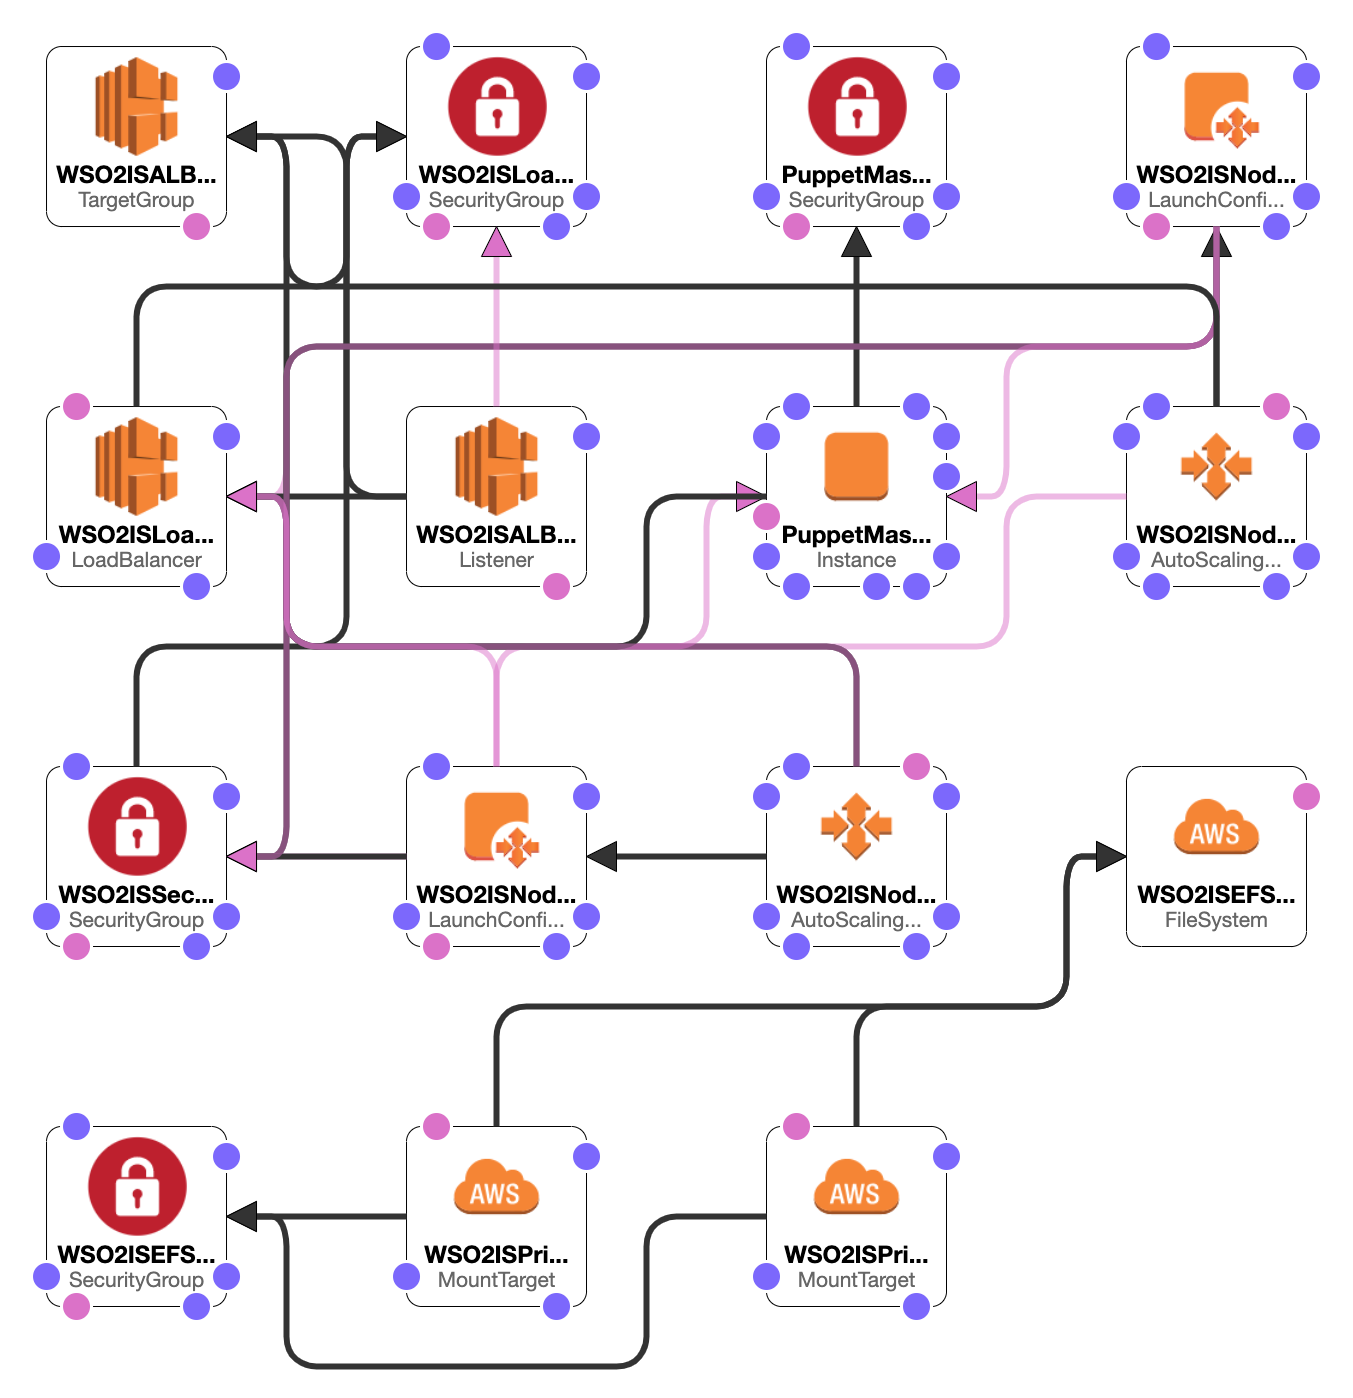 WSO2ISALB...
TargetGroup
WSO2ISLoa...
SecurityGroup
PuppetMas...
SecurityGroup
WSO2ISNod...
LaunchConfi...
WSO2ISLoa...
LoadBalancer
WSO2ISALB...
Listener
PuppetMas...
Instance
WSO2ISNod...
AutoScaling...
WSO2ISSec...
SecurityGroup
WSO2ISNod...
LaunchConfi...
WSO2ISNod...
AutoScaling...
AWS
WSO2ISEFS...
FileSystem
WSO2ISEFS...
SecurityGroup
AWS
WSO2ISPri...
MountTarget
AWS
WSO2ISPri...
MountTarget